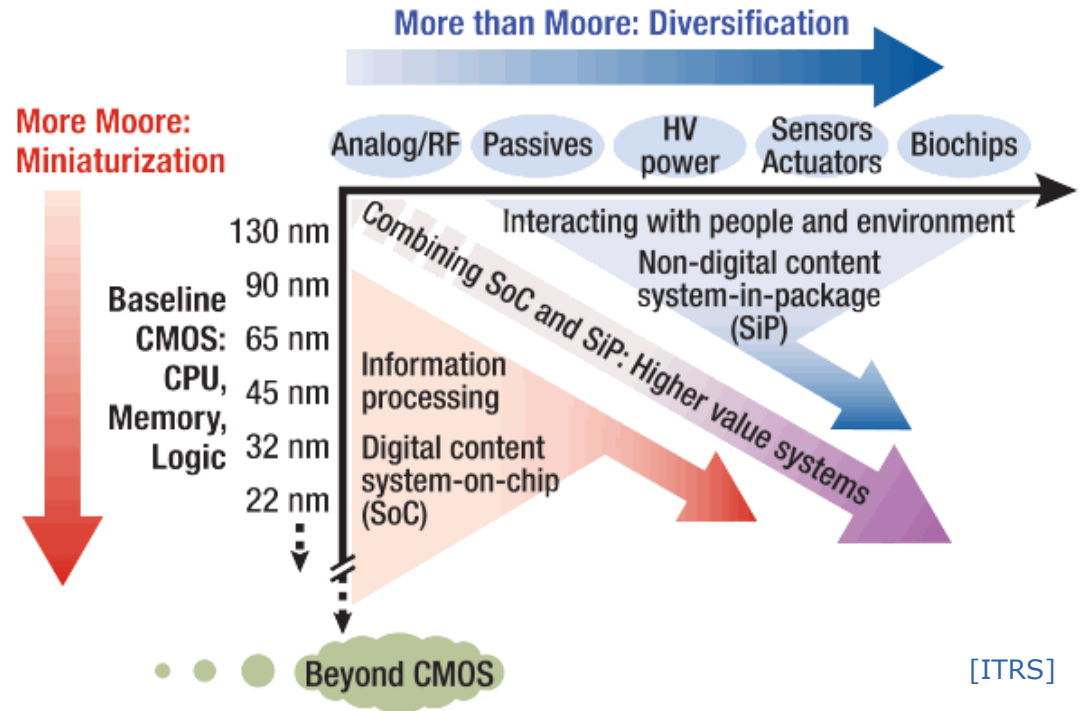 More than Moore: Diversification
More Moore:
Miniaturization
Analog/RF
Passives
HV
power
Sensors
Actuators
Biochips
Interacting with people and environment
Non-digital content
system-in-package
(SiP)
Combining SoC and SiP: Higher value systems
130 nm
90 nm
65 nm
45 nm
32 nm
22 nm
Baseline
CMOS:
CPU,
Memory,
Logic
Information
processing
Digital content
system-on-chip
(SoC)
Beyond CMOS
[ITRS]